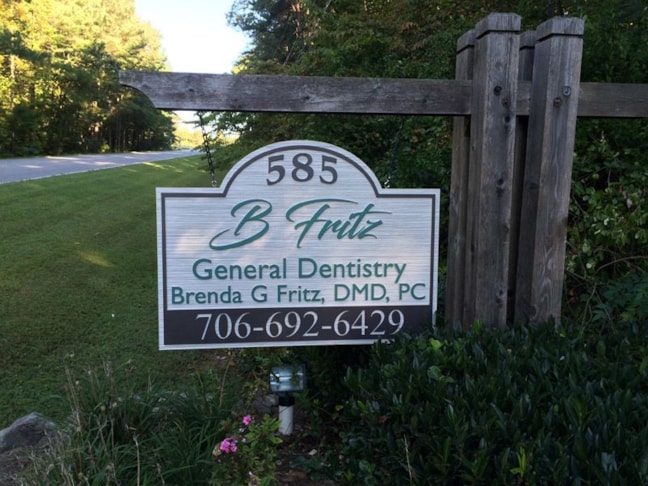 585
B Fritz
General Dentistry
Brenda G Fritz, DMD, PC
706-692-6429